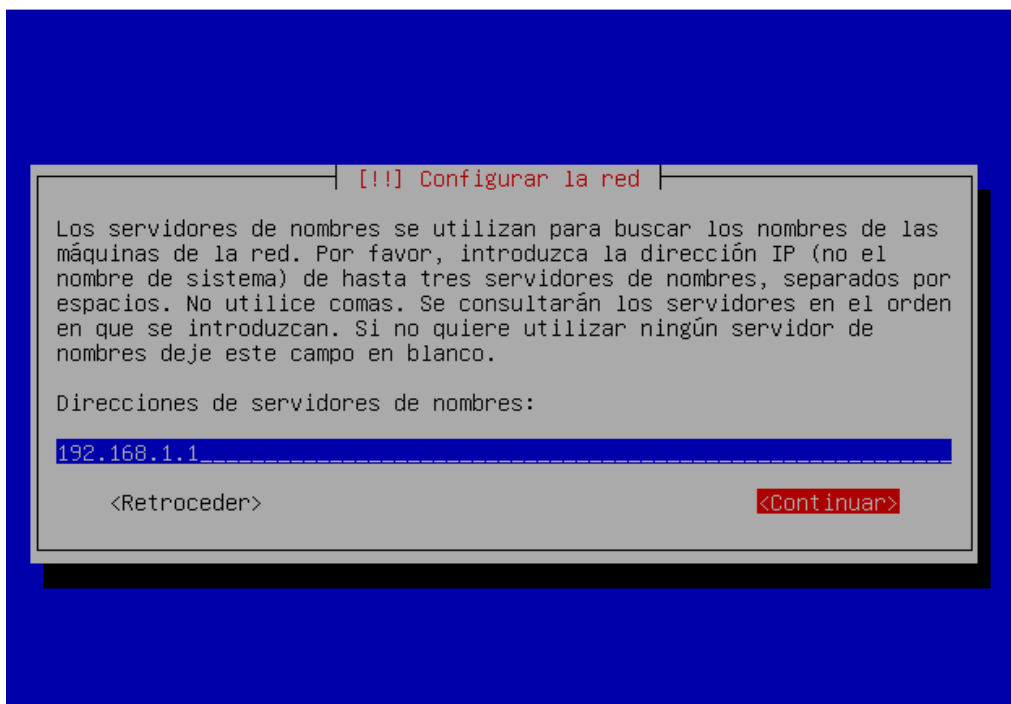 [!!] Configurar la red
Los servidores de nombres se utilizan para buscar los nombres de las
máquinas de la red. Por favor, introduzca la dirección IP (no el
nombre de sistema) de hasta tres servidores de nombres, separados por
espacios. No utilice comas. Se consultarán los servidores en el orden
en que se introduzcan. Si no quiere utilizar ningún servidor de
nombres deje este campo en blanco.
Direcciones de servidores de nombres:
192.168.1.1
<Retroceder> <Continuar>